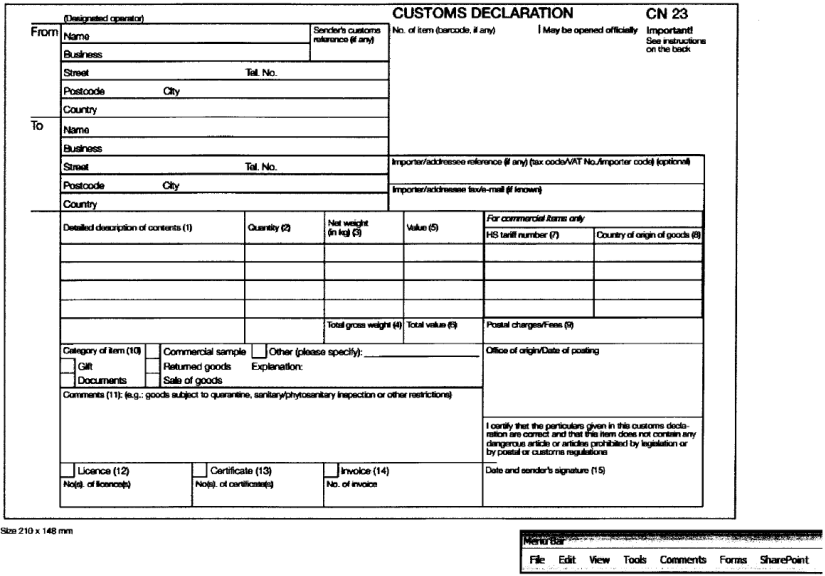 (Designated operator)
CUSTOMS DECLARATION
CN 23
From
Name
Sender's customs
reference (if any)
No. of item (barcode, if any)
May be opened officially
Important!
See instructions
on the back
Business
Street Tel. No.
Postcode City
Country
To
Name
Business
Street Tel. No.
Postcode City
Country
Importer/addressee reference (if any) (tax code/VAT No./importer code) (optional)
Importer/addressee fax/e-mail (if known)
Detailed description of contents (1)
Quantity (2)
Net weight
(in kg) (3)
Value (5)
For commercial items only
HS tariff number (7)
Country of origin of goods (8)
Total gross weight (4)
Total value (6)
Postal charges/Fees (9)
Category of item (10)
Commercial sample
Other (please specify):
Gift
Returned goods
Explanation:
Documents
Sale of goods
Office of origin/Date of posting
Comments (11): (e.g.: goods subject to quarantine, sanitary/phytosanitary inspection or other restrictions)
I certify that the particulars given in this customs decla-
ration are correct and that this item does not contain any
dangerous article or articles prohibited by legislation or
by postal or customs regulations
Licence (12)
No(s). of licence(s)
Certificate (13)
No(s). of certificate(s)
Invoice (14)
No. of invoice
Date and sender's signature (15)
Size 210 x 148 mm
Menu Bar
File Edit View Tools Comments Forms SharePoint